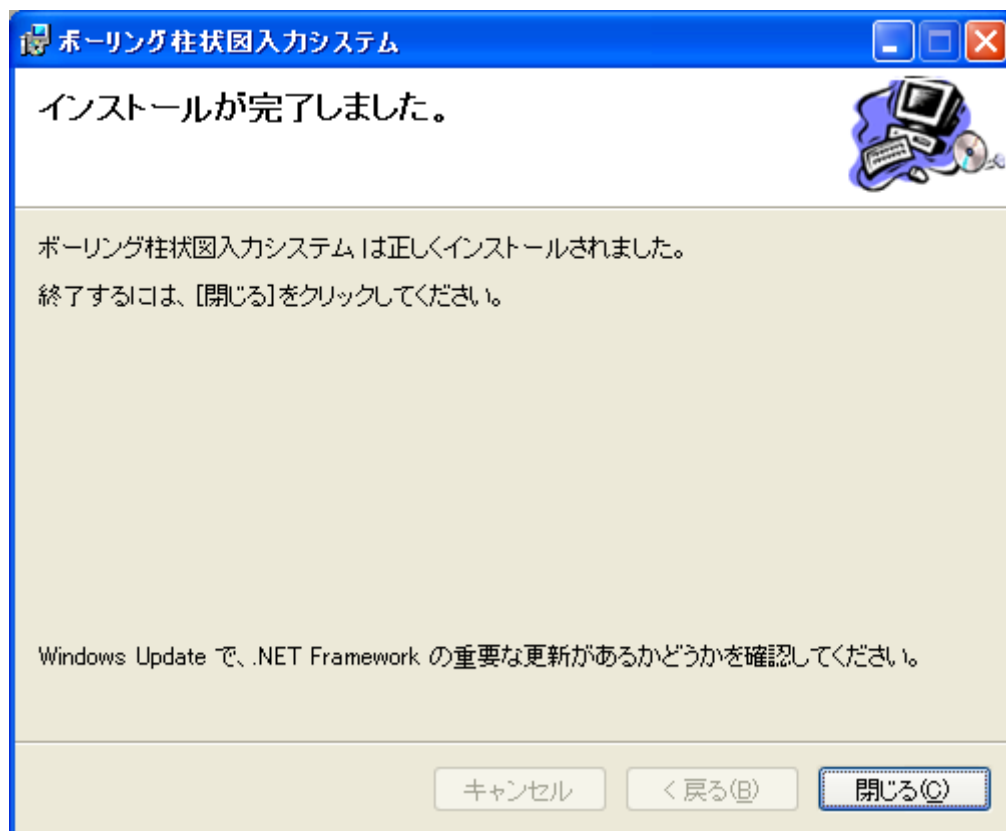 ボーリング柱状図入力システム
インストールが完了しました。
ボーリング柱状図入力システム は正しくインストールされました。
終了するには、[閉じる]をクリックしてください。
Windows Update で、.NET Framework の重要な更新があるかどうかを確認してください。
キャンセル
< 戻る(B)
閉じる(C)